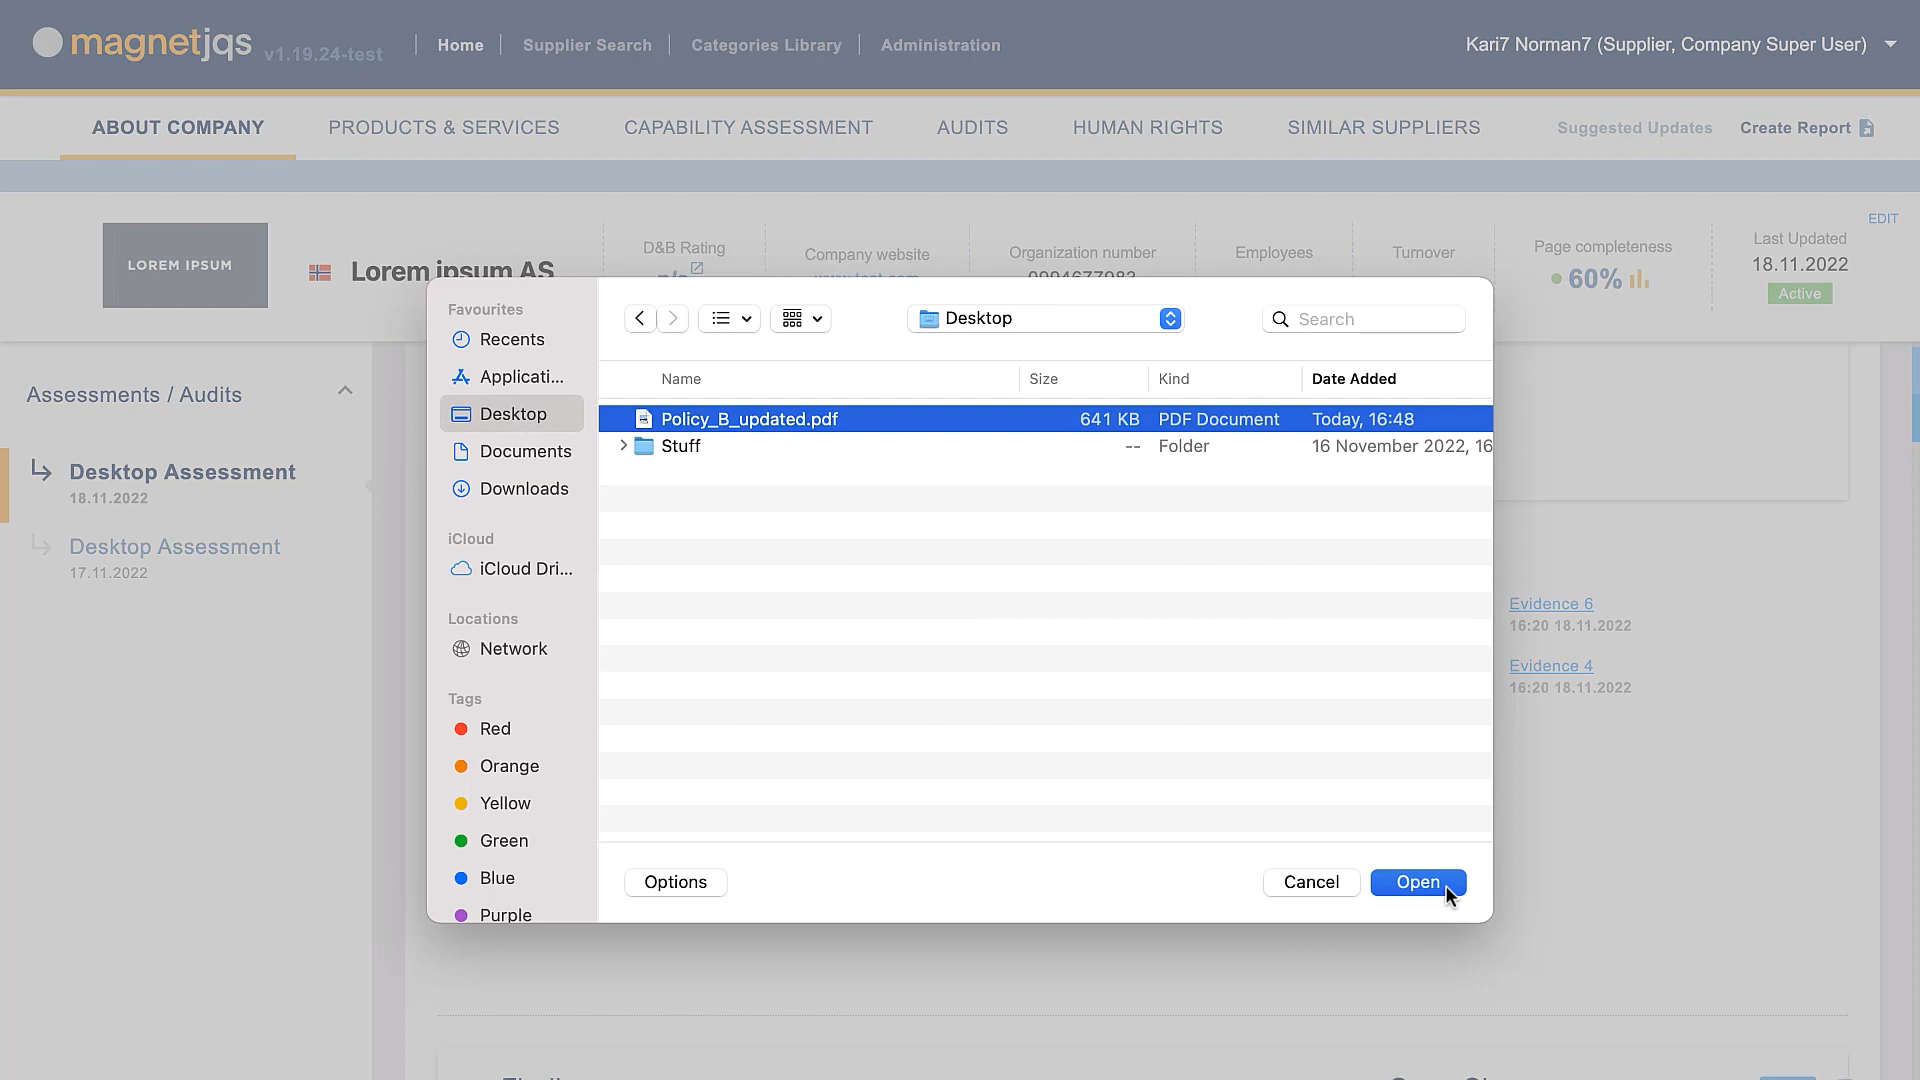 magnetjqs v1.19.24-test
Home
Supplier Search
Categories Library
Administration
Kari7 Norman7 (Supplier, Company Super User)
ABOUT COMPANY
PRODUCTS & SERVICES
CAPABILITY ASSESSMENT
AUDITS
HUMAN RIGHTS
SIMILAR SUPPLIERS
Suggested Updates
Create Report
EDIT
LOREM IPSUM
Lorem ipsum AS
D&B Rating
n/a
Company website
www.test.com
Organization number
Employees
Turnover
Page completeness
60%
Last Updated
18.11.2022
Active
Assessments / Audits
Desktop Assessment
18.11.2022
Desktop Assessment
17.11.2022
Favourites
Recents
Applicati...
Desktop
Documents
Downloads
iCloud
iCloud Dri...
Locations
Network
Tags
Red
Orange
Yellow
Green
Blue
Purple
Desktop
Search
Name Size Kind Date Added
Policy_B_updated.pdf 641 KB PDF Document Today, 16:48
Stuff -- Folder 16 November 2022, 16
Options
Cancel
Open
Evidence 6
16:20 18.11.2022
Evidence 4
16:20 18.11.2022